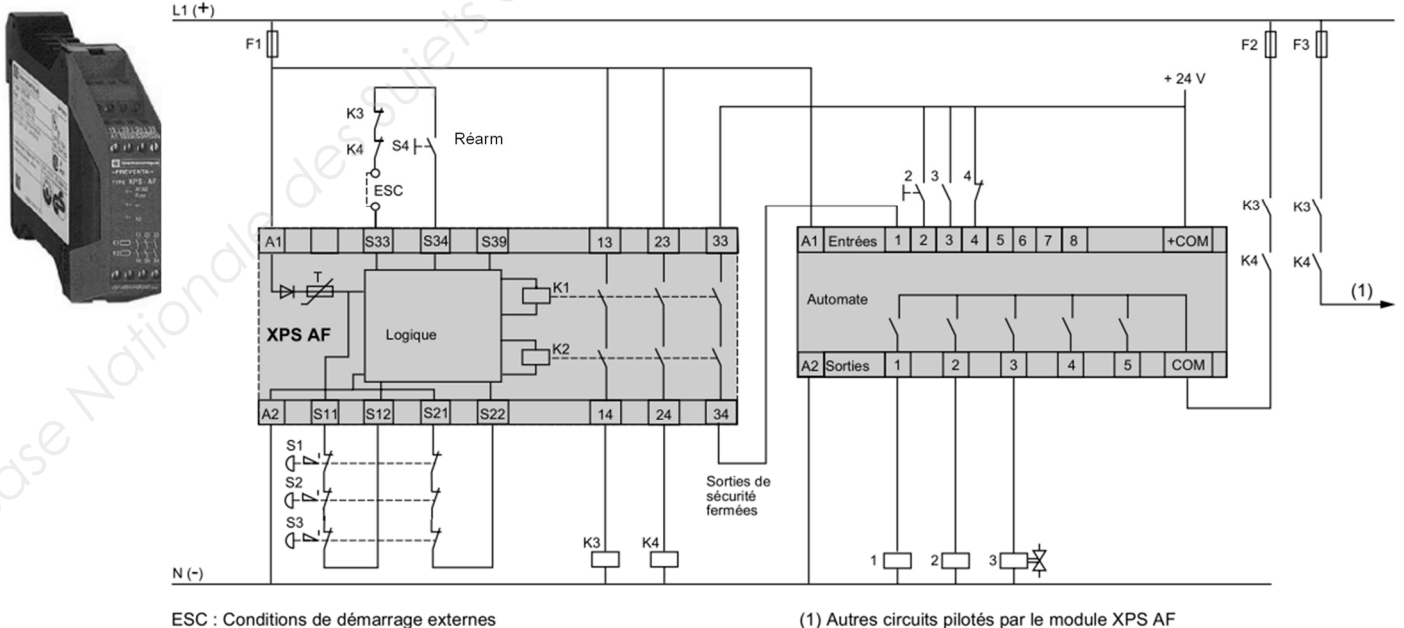 L1 (+)
F1
F2
F3
+ 24 V
K3
K4
S4
Réarm
ESC
2
3
4
K3
K3
K4
K4
(1)
A1
S33
S34
S39
13
23
33
A1
Entrées
1
2
3
4
5
6
7
8
+COM
T
K1
XPS AF
Logique
K2
Automate
A2
S11
S12
S21
S22
14
24
34
A2
Sorties
1
2
3
4
5
COM
S1
S2
S3
Sorties de
sécurité
fermées
K3
K4
1
2
3
N (-)
ESC : Conditions de démarrage externes
(1) Autres circuits pilotés par le module XPS AF
Base Nationale des sujets